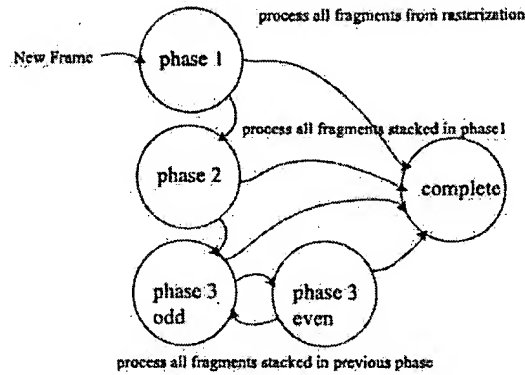 process all fragments from rasterization
New Frame
phase 1
process all fragments stacked in phase1
phase 2
complete
phase 3
odd
phase 3
even
process all fragments stacked in previous phase